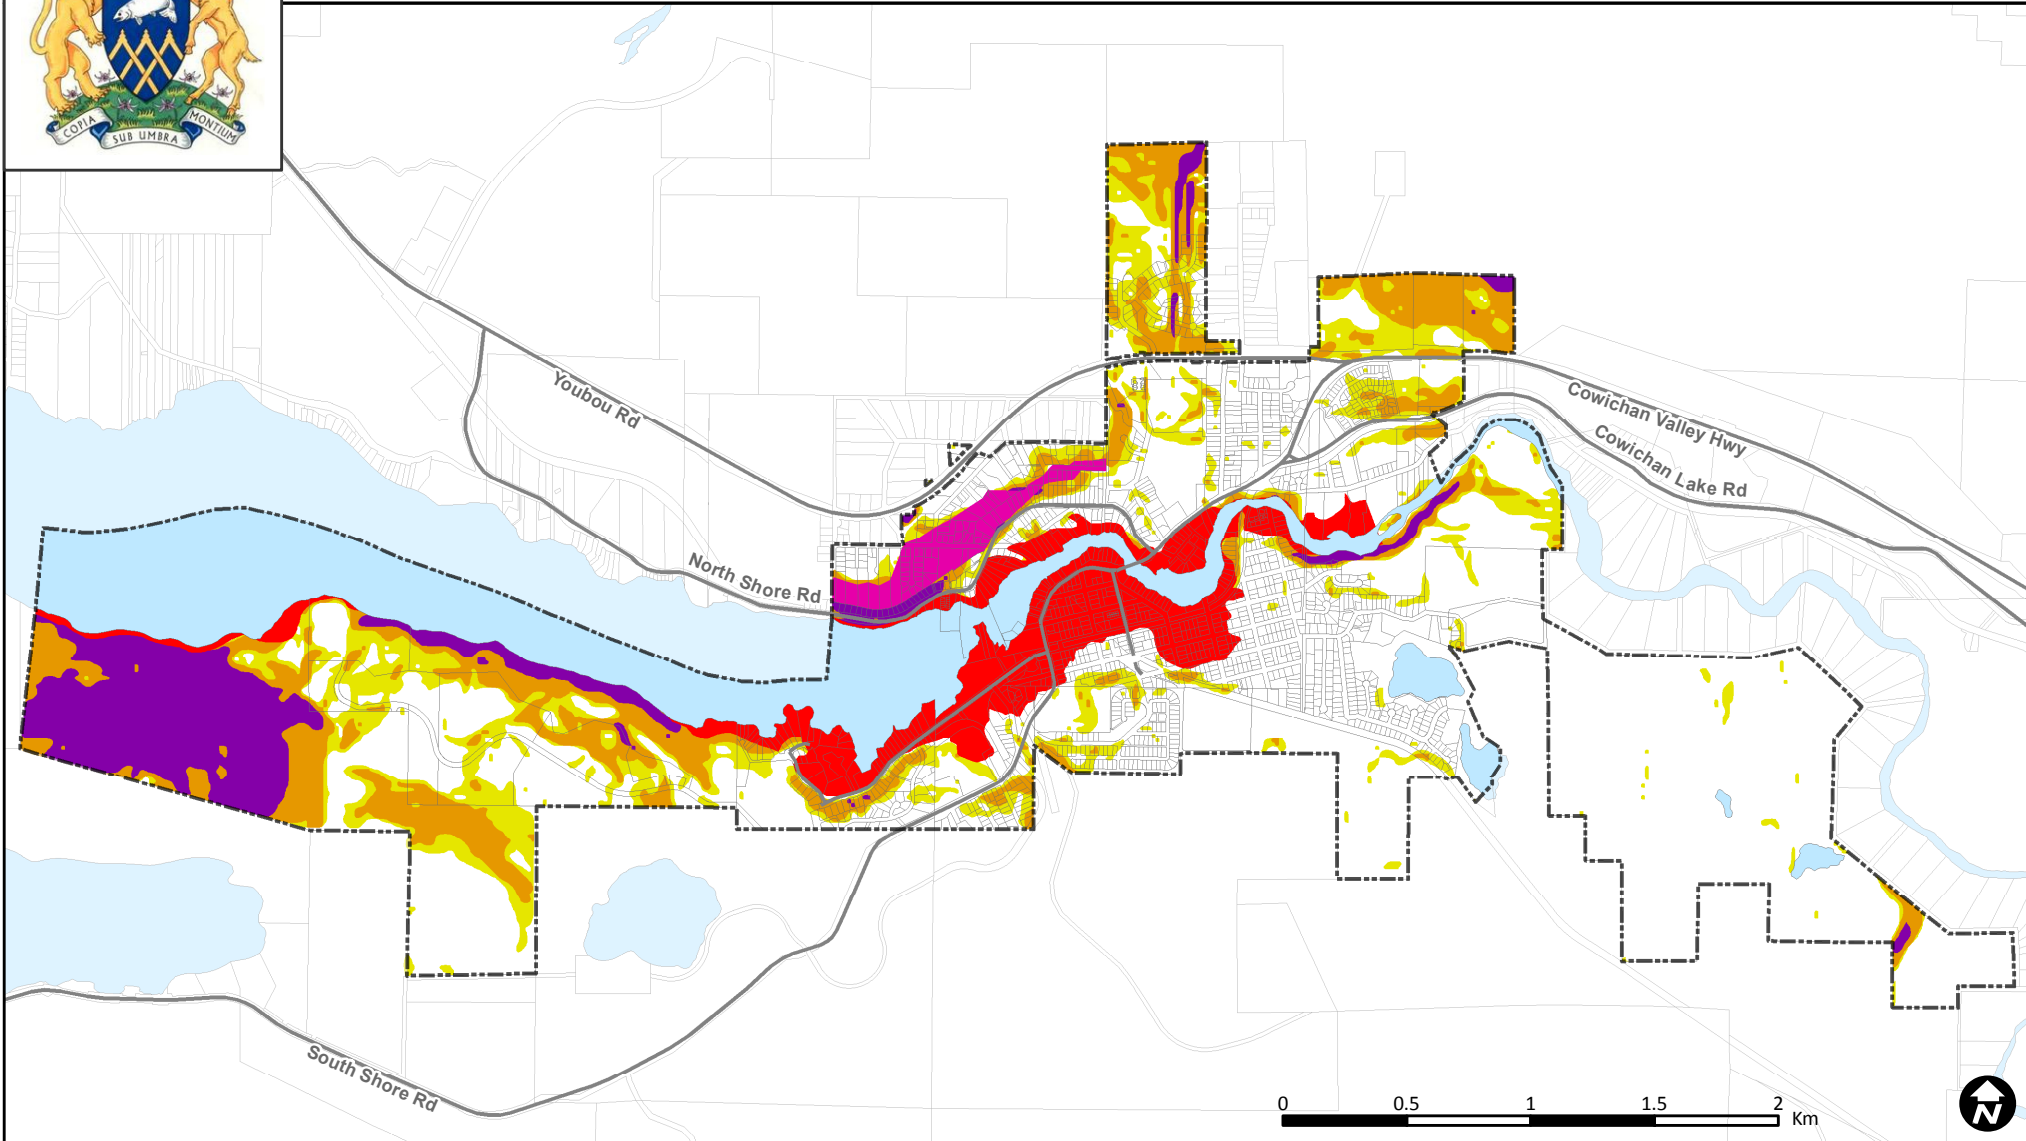 COPIA
SUB UMBRA
MONTIUM
Youbou Rd
Cowichan Valley Hwy
Cowichan Lake Rd
North Shore Rd
South Shore Rd
0 0.5 1 1.5 2 Km
N